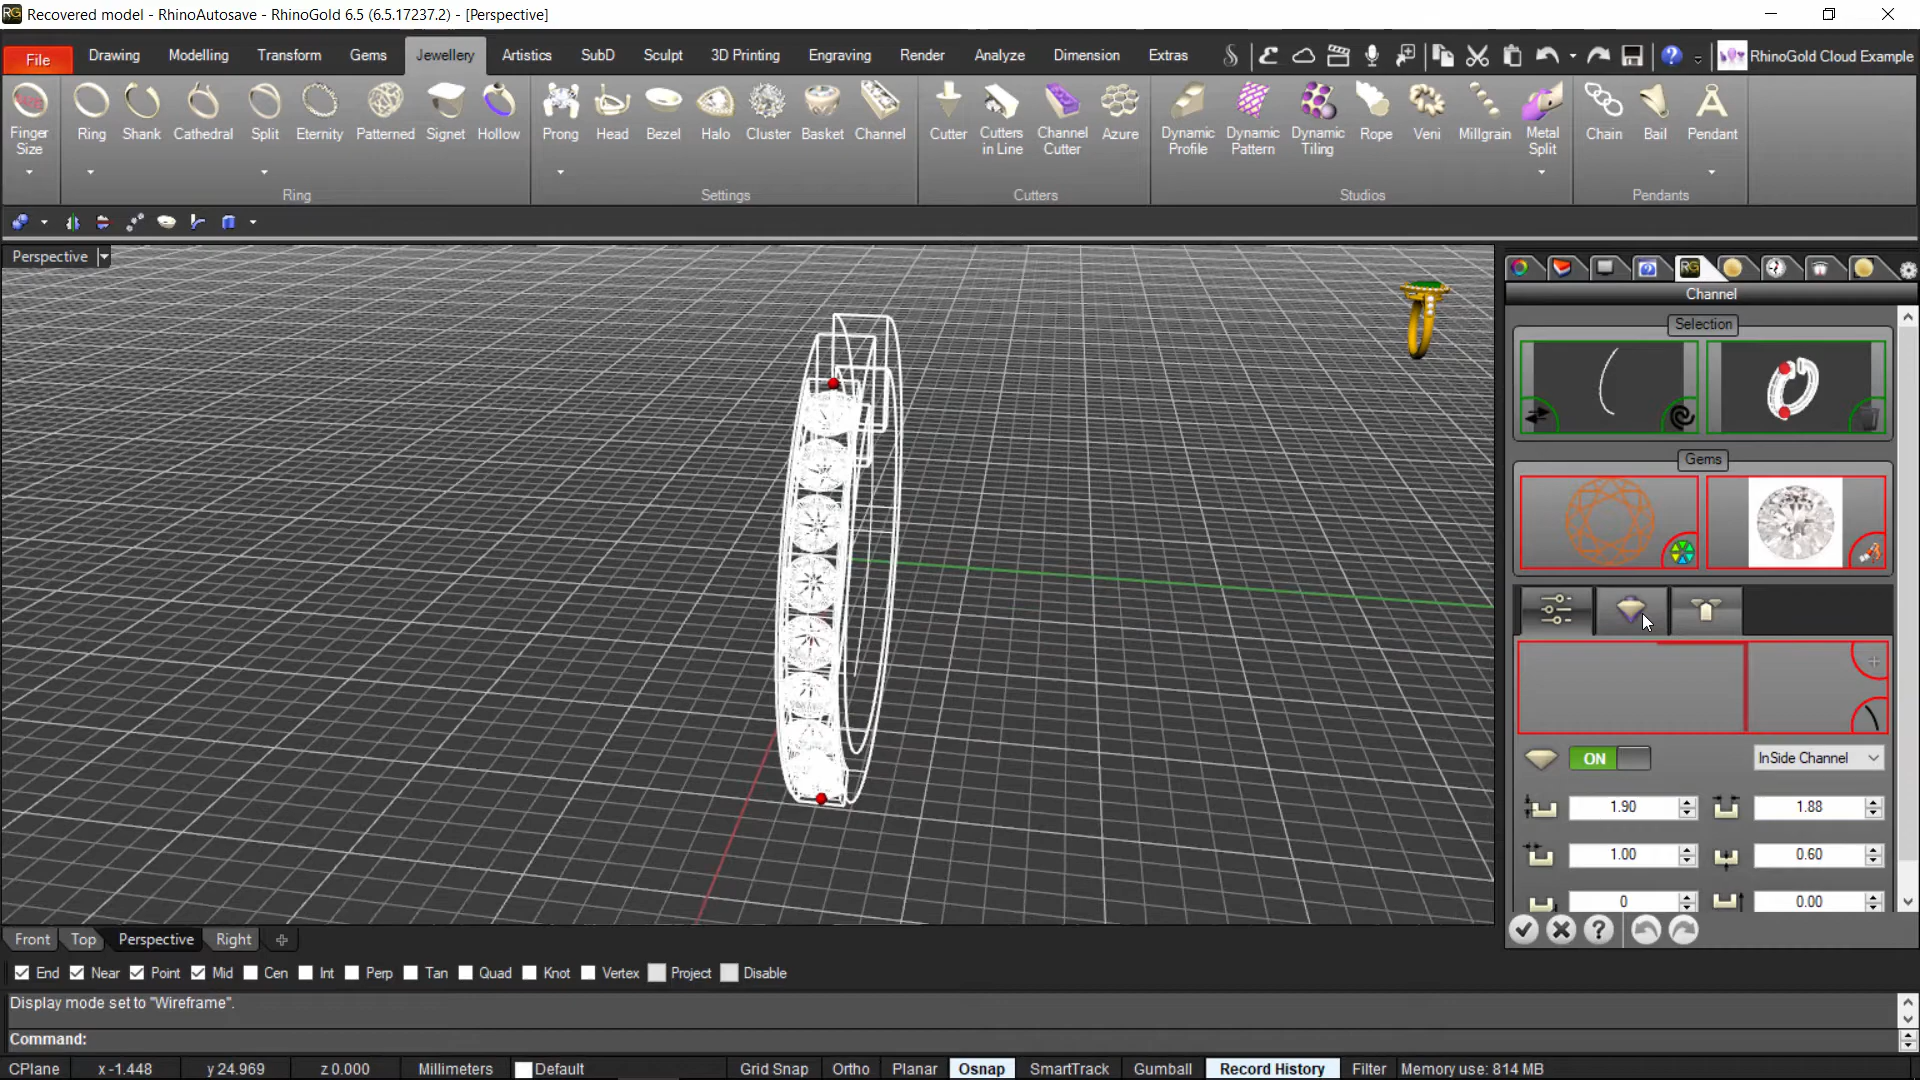 Recovered model - RhinoAutosave - RhinoGold 6.5 (6.5.17237.2) - [Perspective]
File Drawing Modelling Transform Gems Jewellery Artistics SubD Sculpt 3D Printing Engraving Render Analyze Dimension Extras RhinoGold Cloud Example
Finger Size Ring Shank Cathedral Split Eternity Patterned Signet Hollow Prong Head Bezel Halo Cluster Basket Channel Cutter Cutters in Line Channel Cutter Azure Dynamic Profile Dynamic Pattern Dynamic Tiling Rope Veni Millgrain Metal Split Chain Bail Pendant
Ring Settings Cutters Studios Pendants
Perspective
RG
Channel
Selection
Gems
ON InSide Channel
1.90 1.88
1.00 0.60
0 0.00
Front Top Perspective Right
End Near Point Mid Cen Int Perp Tan Quad Knot Vertex Project Disable
Display mode set to "Wireframe".
Command:
CPlane x -1.448 y 24.969 z 0.000 Millimeters Default Grid Snap Ortho Planar Osnap SmartTrack Gumball Record History Filter Memory use: 814 MB